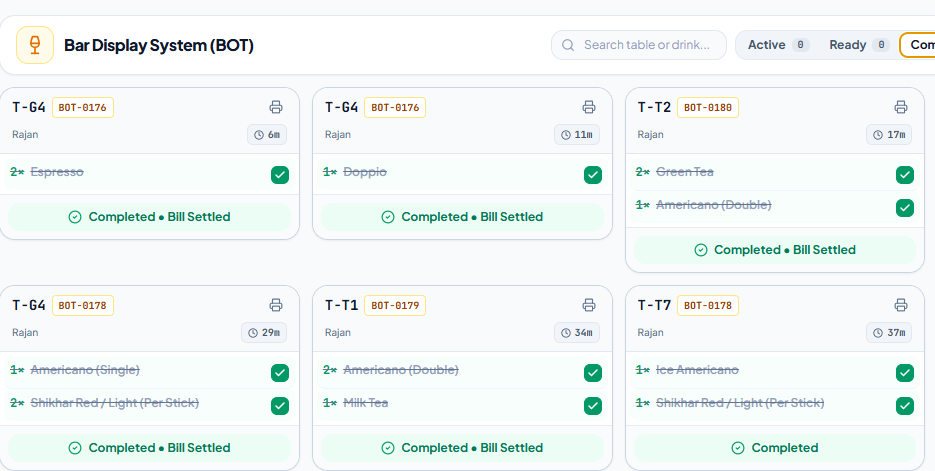 Bar Display System (BOT)
Search table or drink...
Active 0
Ready 0
T-G4 BOT-0176
Rajan 6m
2× Espresso
Completed • Bill Settled
T-G4 BOT-0176
Rajan 11m
1× Doppio
Completed • Bill Settled
T-T2 BOT-0180
Rajan 17m
2× Green Tea
1× Americano (Double)
Completed • Bill Settled
T-G4 BOT-0178
Rajan 29m
1× Americano (Single)
2× Shikhar Red / Light (Per Stick)
Completed • Bill Settled
T-T1 BOT-0179
Rajan 34m
2× Americano (Double)
1× Milk Tea
Completed • Bill Settled
T-T7 BOT-0178
Rajan 37m
1× Ice Americano
1× Shikhar Red / Light (Per Stick)
Completed